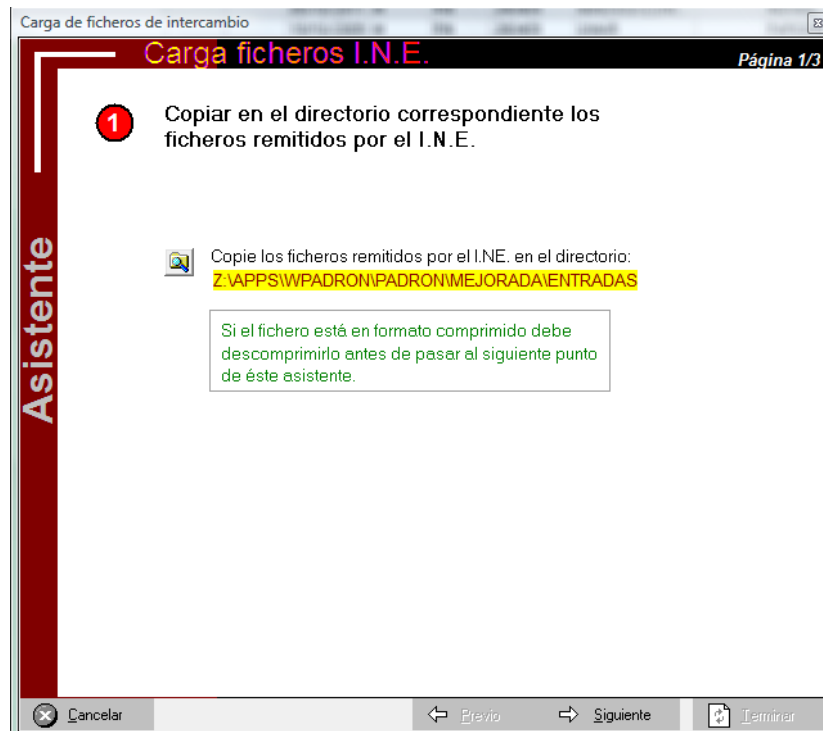 Carga de ficheros de intercambio
Carga ficheros I.N.E.
Página 1/3
1
Copiar en el directorio correspondiente los
ficheros remitidos por el I.N.E.
Asistente
Copie los ficheros remitidos por el I.NE. en el directorio:
Z:\APPS\WPADRON\PADRON\MEJORADA\ENTRADAS
Si el fichero está en formato comprimido debe
descomprimirlo antes de pasar al siguiente punto
de éste asistente.
Cancelar
Previo
Siguiente
Terminar